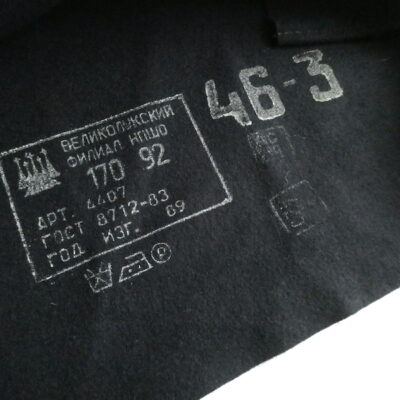 46-3
ВЕЛИКОЛУКСКИЙ
ФИЛИАЛ НПШО
170 92
АРТ. 4407
ГОСТ 8712-83
ГОД ИЗГ. 89
P